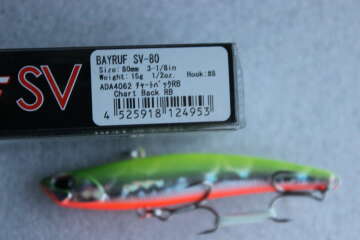 SV
BAYRUF SV-80
Size:80mm 3-1/8in
Weight:15g 1/2oz. Hook:#8
ADA4062 チャートバックRB
Chart Back RB
4 525918 124953